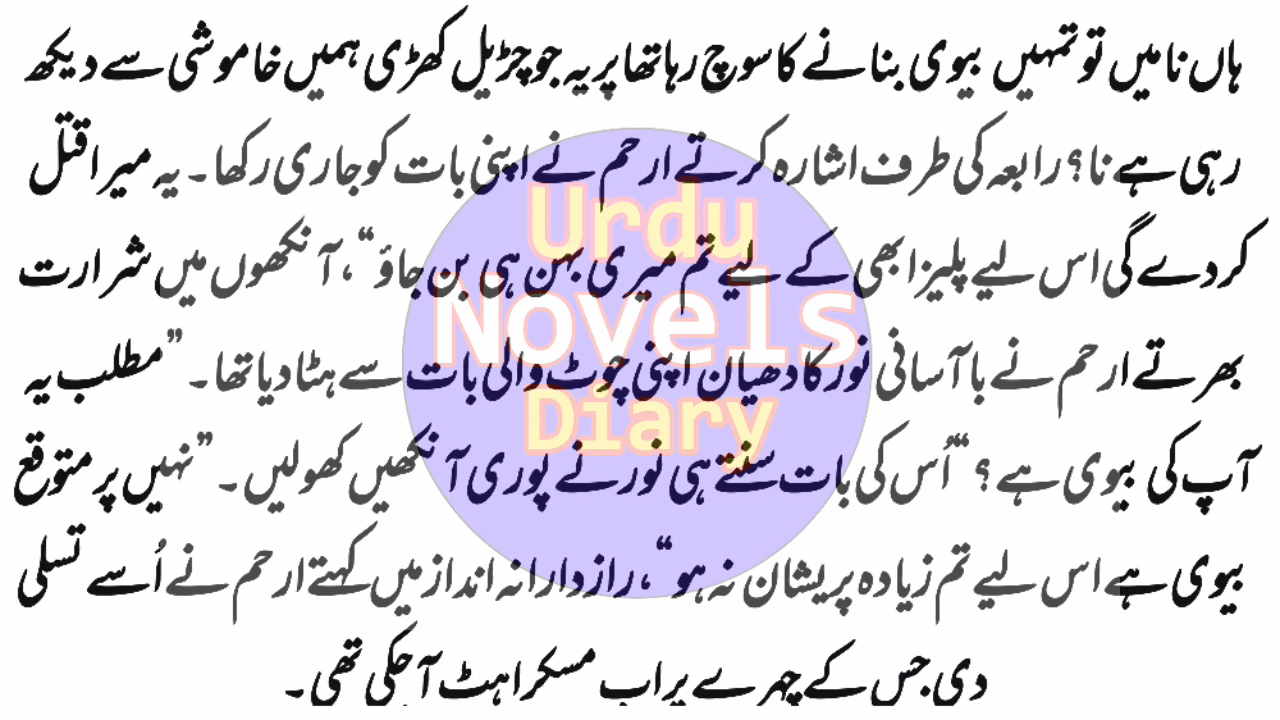 ہاں نا میں تو تمہیں بیوی بنانے کا سوچ رہا تھا پر یہ جو چڑیل کھڑی ہمیں خاموشی سے دیکھ
رہی ہے نا؟ رابعہ کی طرف اشارہ کرتے ارحم نے اپنی بات کو جاری رکھا۔ یہ میرا قتل
کردے گی اس لیے پلیز ابھی کے لیے تم میری بہن ہی بن جاؤ“، آنکھوں میں شرارت
بھرتے ارحم نے باآسانی نور کا دھیان اپنی چوٹ والی بات سے ہٹا دیا تھا۔ ”مطلب یہ
آپ کی بیوی ہے؟“ اُس کی بات سنتے ہی نور نے پوری آنکھیں کھولیں۔ ”نہیں پر متوقع
بیوی ہے اس لیے تم زیادہ پریشان نہ ہو“، رازدارانہ انداز میں کہتے ارحم نے اُسے تسلی
دی جس کے چہرے پر اب مسکراہٹ آچکی تھی۔
Urdu
Novels
Diary